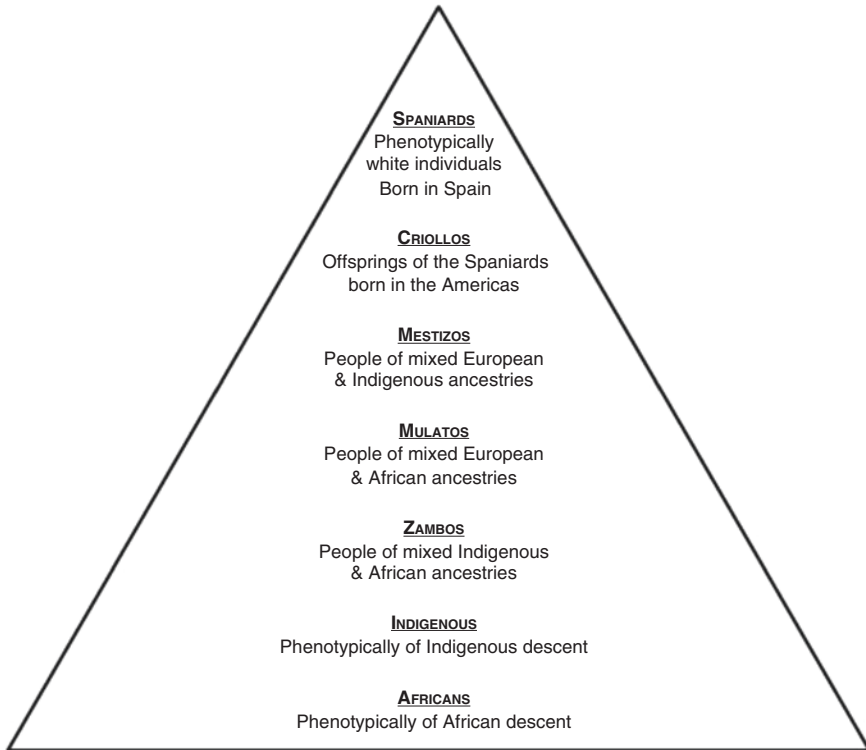 SPANIARDS
Phenotypically
white individuals
Born in Spain
CRIOLLOS
Offsprings of the Spaniards
born in the Americas
MESTIZOS
People of mixed European
& Indigenous ancestries
MULATOS
People of mixed European
& African ancestries
ZAMBOS
People of mixed Indigenous
& African ancestries
INDIGENOUS
Phenotypically of Indigenous descent
AFRICANS
Phenotypically of African descent